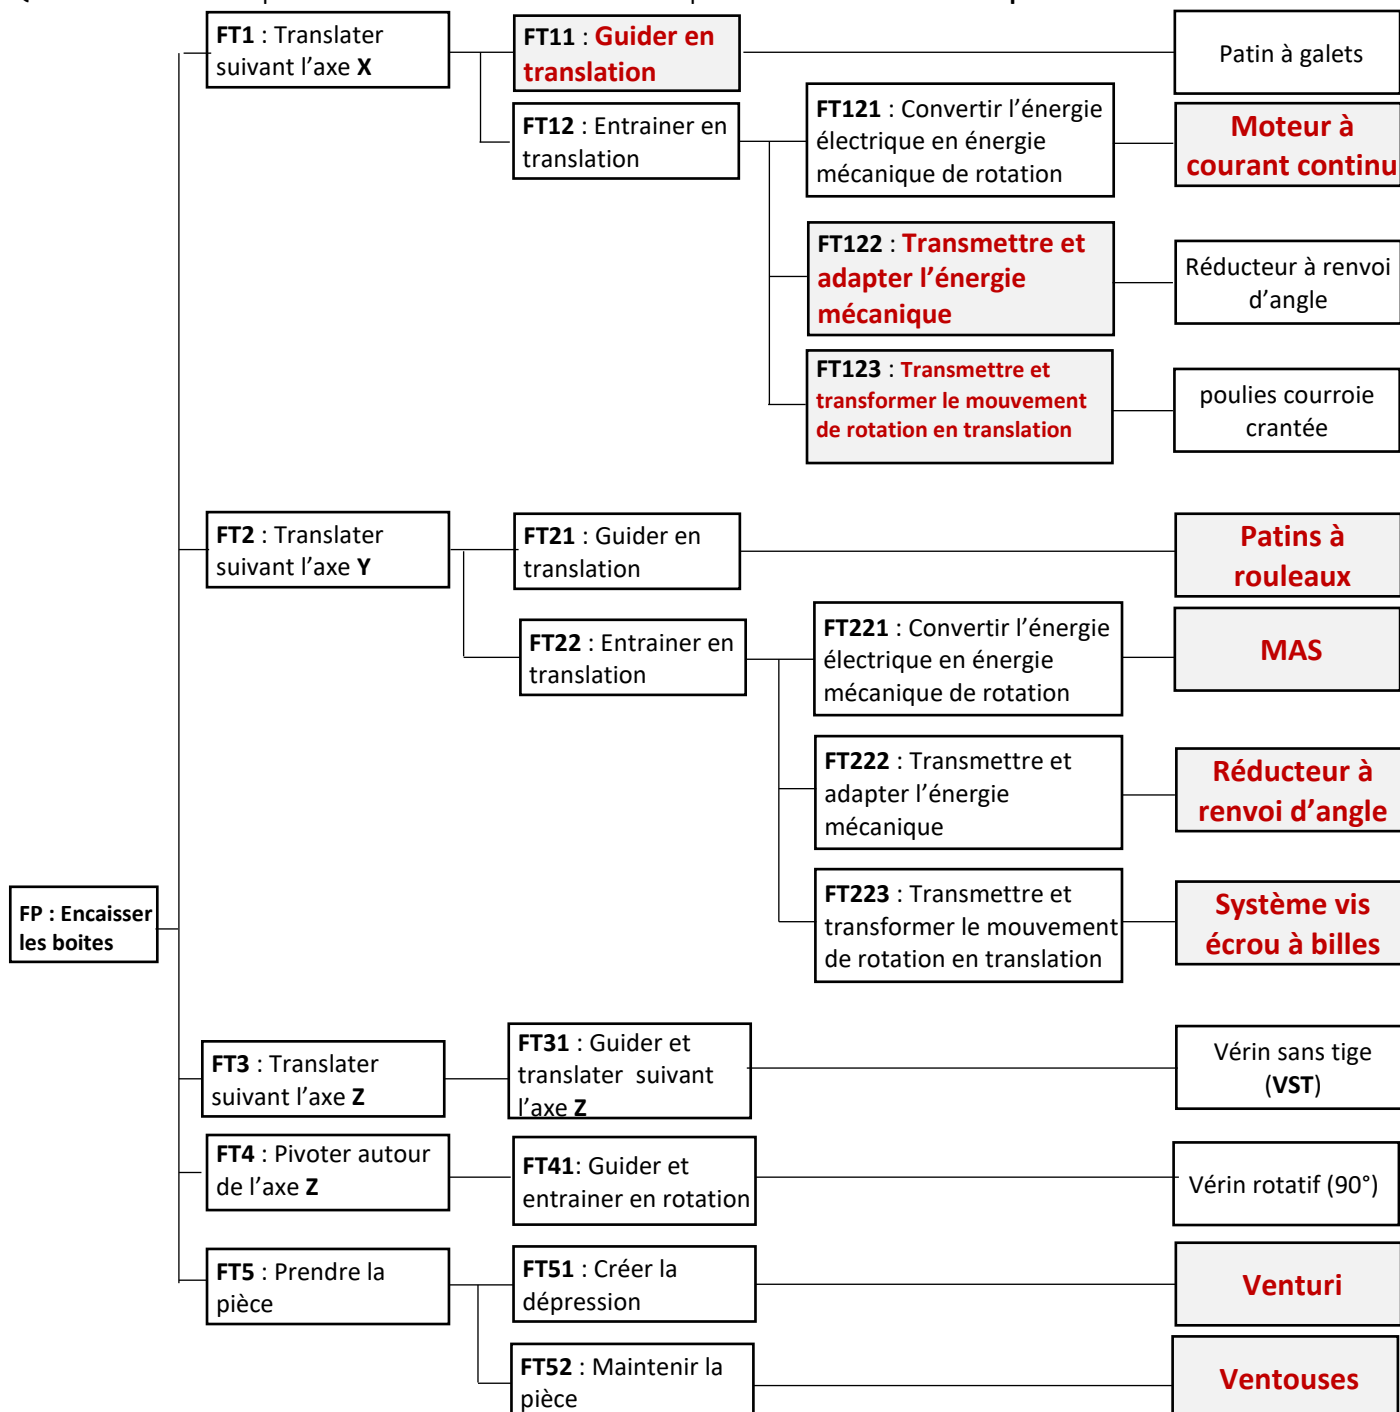 FT1 : Translater
suivant l’axe X
FT11 : Guider en
translation
Patin à galets
FT12 : Entrainer en
translation
FT121 : Convertir l’énergie
électrique en énergie
mécanique de rotation
Moteur à
courant continu
FT122 : Transmettre et
adapter l’énergie
mécanique
Réducteur à renvoi
d’angle
FT123 : Transmettre et
transformer le mouvement
de rotation en translation
poulies courroie
crantée
FT2 : Translater
suivant l’axe Y
FT21 : Guider en
translation
Patins à
rouleaux
FT22 : Entrainer en
translation
FT221 : Convertir l’énergie
électrique en énergie
mécanique de rotation
MAS
FT222 : Transmettre et
adapter l’énergie
mécanique
Réducteur à
renvoi d’angle
FP : Encaisser
les boites
FT223 : Transmettre et
transformer le mouvement
de rotation en translation
Système vis
écrou à billes
FT3 : Translater
suivant l’axe Z
FT31 : Guider et
translater suivant
l’axe Z
Vérin sans tige
(VST)
FT4 : Pivoter autour
de l’axe Z
FT41: Guider et
entrainer en rotation
Vérin rotatif (90°)
FT5 : Prendre la
pièce
FT51 : Créer la
dépression
Venturi
FT52 : Maintenir la
pièce
Ventouses